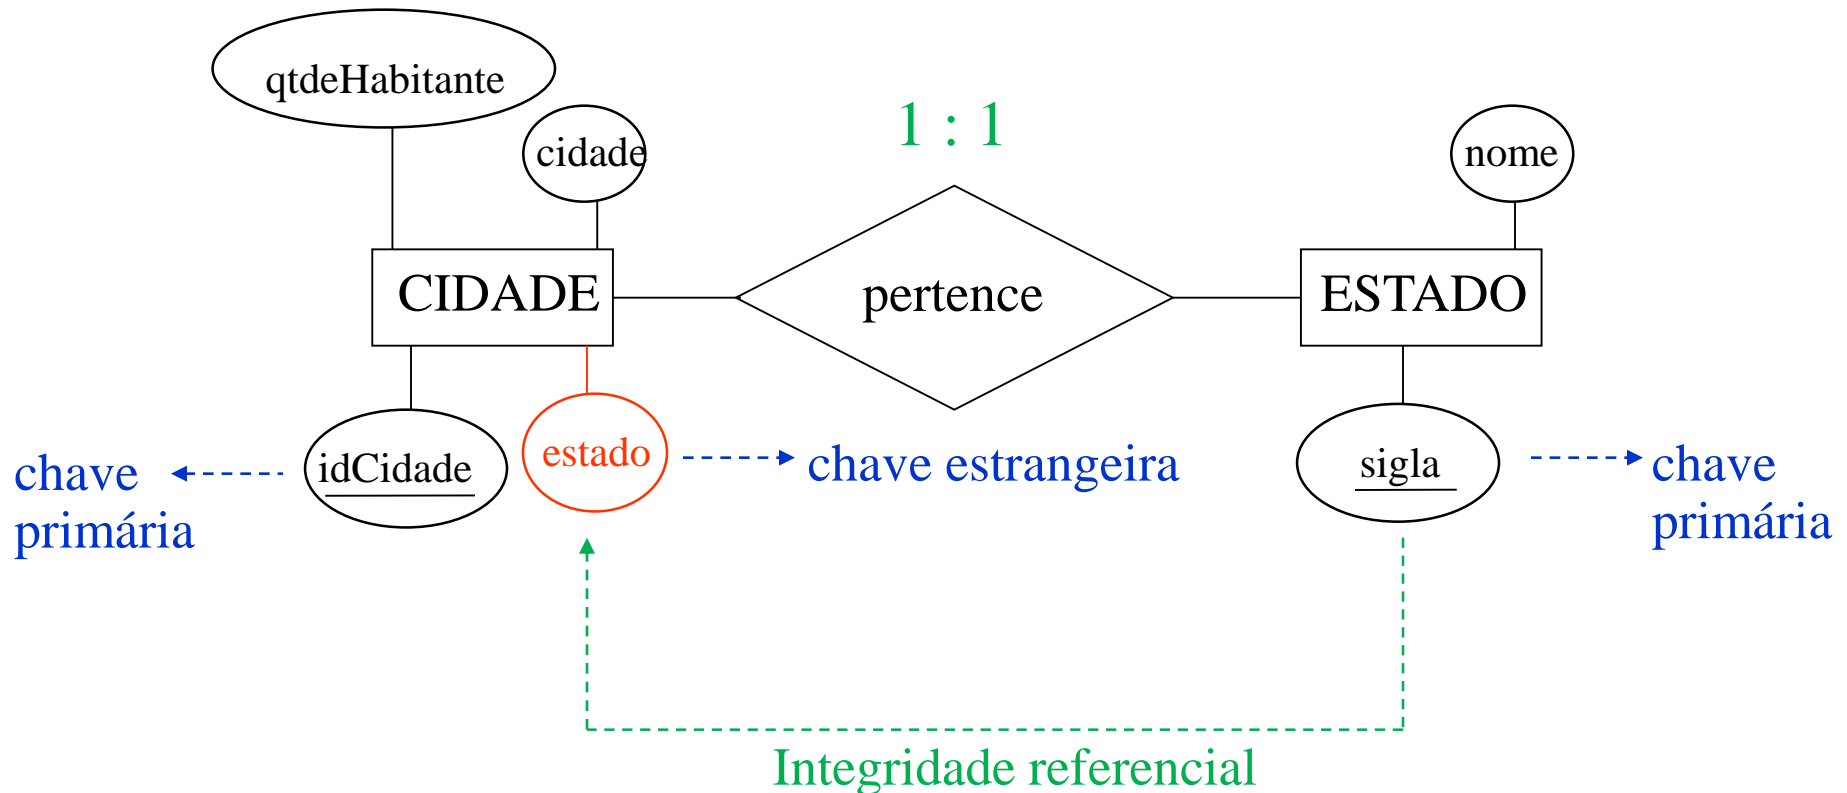 qtdeHabitante
cidade
1 : 1
nome
CIDADE
pertence
ESTADO
chave
primária
idCidade
estado
chave estrangeira
sigla
chave
primária
Integridade referencial